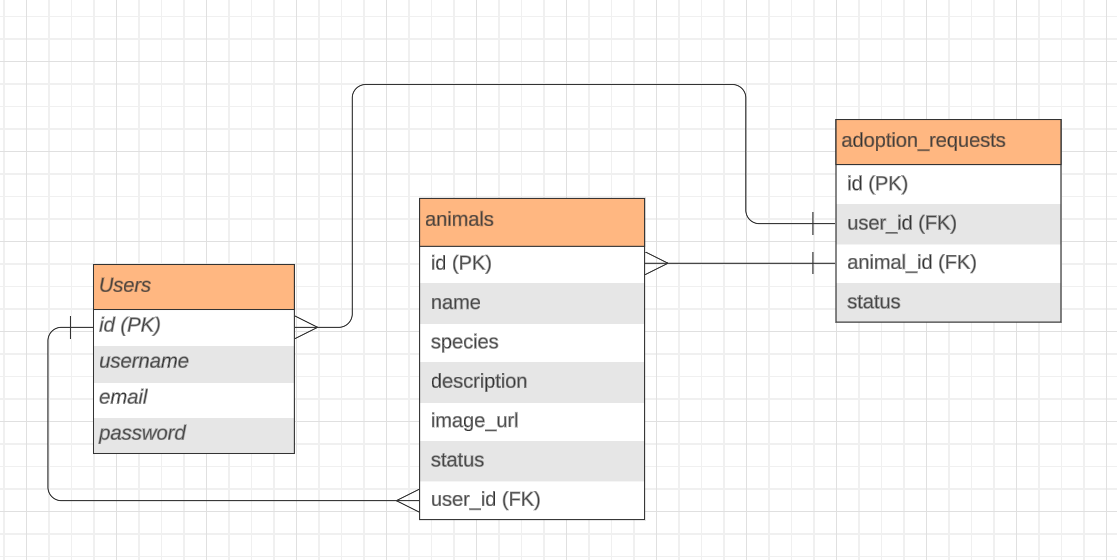 Users
id (PK)
username
email
password
animals
id (PK)
name
species
description
image_url
status
user_id (FK)
adoption_requests
id (PK)
user_id (FK)
animal_id (FK)
status